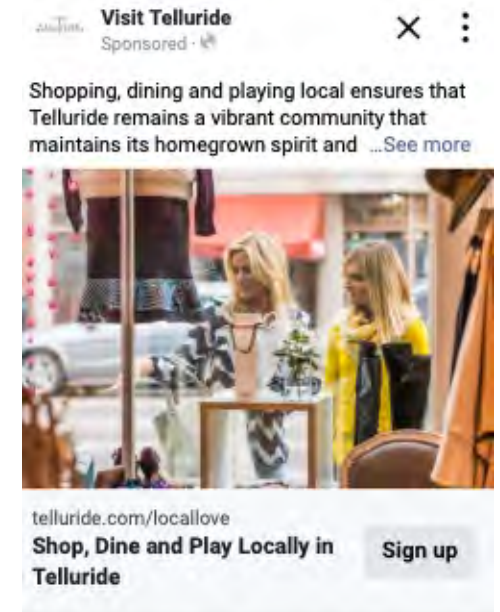 Visit Telluride
Sponsored ·
Shopping, dining and playing local ensures that
Telluride remains a vibrant community that
maintains its homegrown spirit and ...See more
telluride.com/locallove
Shop, Dine and Play Locally in
Telluride
Sign up